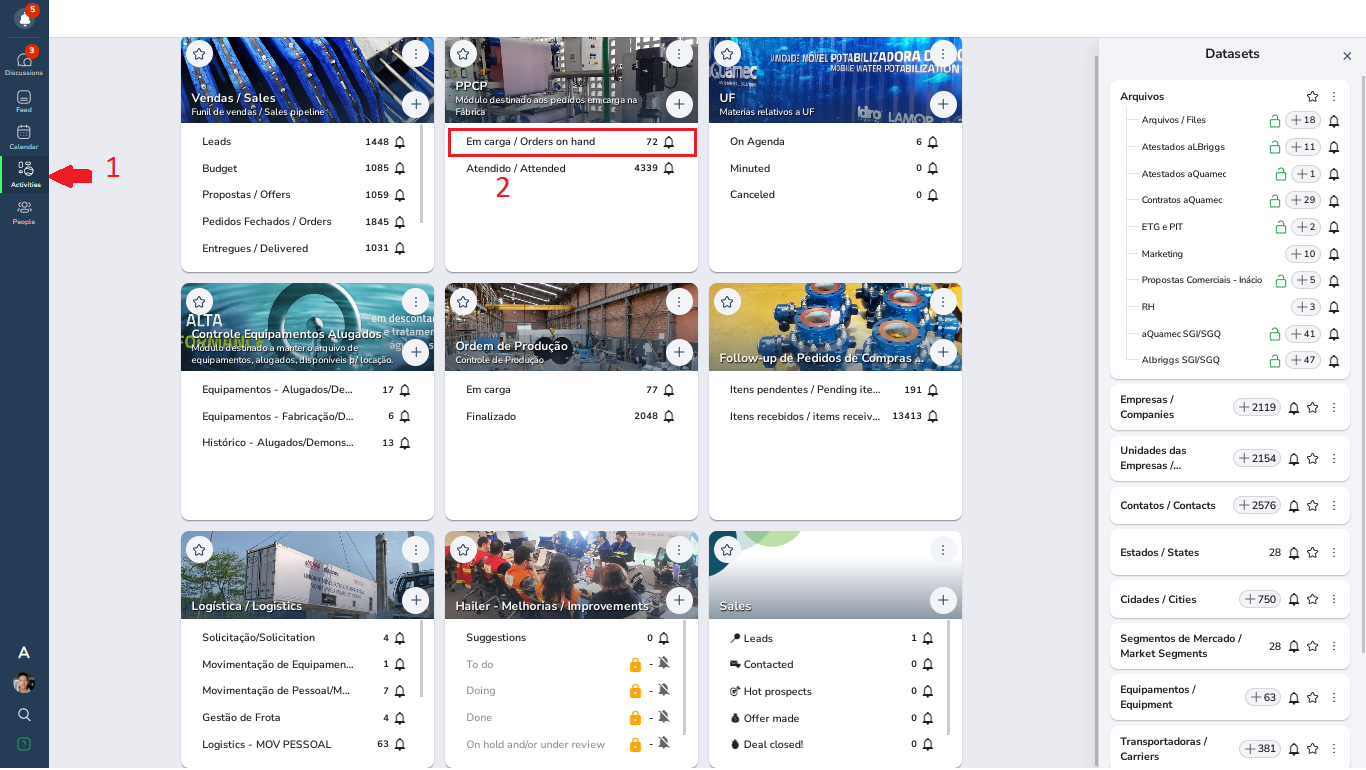 5
3
Discussions
Feed
Calendar
Activities
People
A
1
Vendas / Sales
Funil de vendas / Sales pipeline
Leads 1448
Budget 1085
Propostas / Offers 1059
Pedidos Fechados / Orders 1845
Entregues / Delivered 1031
PPCP
Módulo destinado aos pedidos em carga na
Fábrica
Em carga / Orders on hand 72
Atendido / Attended 4339
2
UNIDADE MÓVEL POTABILIZADORA D
MOBILE WATER POTABILIZATION
UF
Materias relativos a UF
On Agenda 6
Minuted 0
Canceled 0
ALTA
em descontam
Controle Equipamentos Alugados
Módulo destinado a manter o arquivo de
equipamentos, alugados, disponíveis p/ locação.
Equipamentos - Alugados/De... 17
Equipamentos - Fabricação/D... 6
Histórico - Alugados/Demons... 13
Ordem de Produção
Controle de Produção
Em carga 77
Finalizado 2048
Follow-up de Pedidos de Compras ...
Itens pendentes / Pending ite... 191
Itens recebidos / items receiv... 13413
Logística / Logistics
Solicitação/Solicitation 4
Movimentação de Equipamen... 1
Movimentação de Pessoal/M... 7
Gestão de Frota 4
Logistics - MOV PESSOAL 63
Hailer - Melhorias / Improvements
Suggestions 0
To do -
Doing -
Done -
On hold and/or under review -
Sales
Leads 1
Contacted 0
Hot prospects 0
Offer made 0
Deal closed! 0
Datasets
Arquivos
Arquivos / Files 18
Atestados aLBriggs 11
Atestados aQuamec 1
Contratos aQuamec 29
ETG e PIT 2
Marketing 10
Propostas Comerciais - Inácio 5
RH 3
aQuamec SGI/SGQ 41
Albriggs SGI/SGQ 47
Empresas /
Companies 2119
Unidades das
Empresas /... 2154
Contatos / Contacts 2576
Estados / States 28
Cidades / Cities 750
Segmentos de Mercado /
Market Segments 28
Equipamentos /
Equipment 63
Transportadoras /
Carriers 381